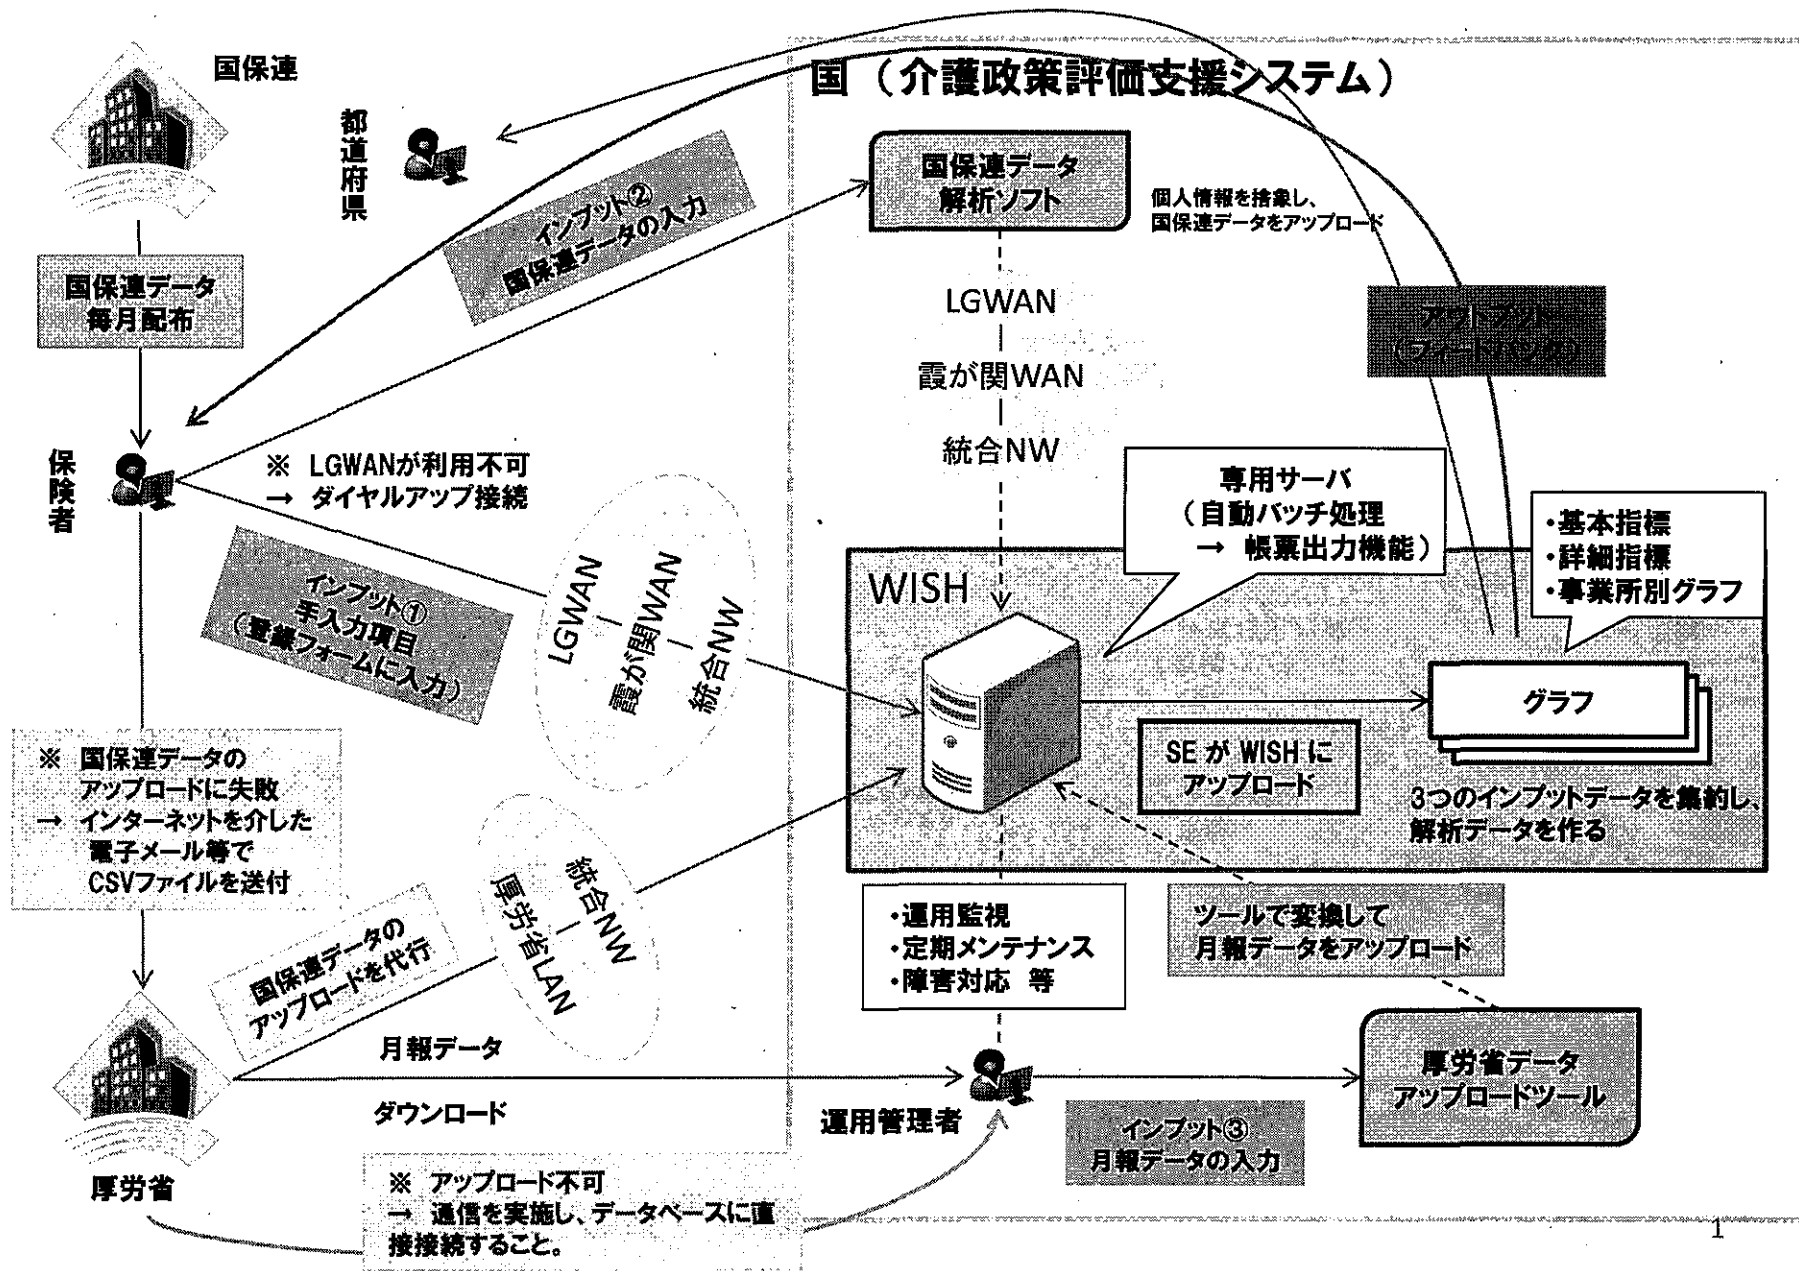 国保連
都道府県
国（介護政策評価支援システム）
国保連データ
解析ソフト
個人情報を捨象し、
国保連データをアップロード
インプット②
国保連データの入力
国保連データ
毎月配布
LGWAN
霞が関WAN
統合NW
アウトプット
（フィードバック）
保険者
※ LGWANが利用不可
→ ダイヤルアップ接続
専用サーバ
（自動バッチ処理
→ 帳票出力機能）
・基本指標
・詳細指標
・事業所別グラフ
WISH
インプット①
手入力項目
（登録フォームに入力）
LGWAN
霞が関WAN
統合NW
グラフ
SE が WISH に
アップロード
3つのインプットデータを集約し、
解析データを作る
※ 国保連データの
アップロードに失敗
→ インターネットを介した
電子メール等で
CSVファイルを送付
国保連データの
アップロードを代行
統合NW
厚労省LAN
・運用監視
・定期メンテナンス
・障害対応 等
ツールで変換して
月報データをアップロード
月報データ
ダウンロード
運用管理者
厚労省データ
アップロードツール
インプット③
月報データの入力
厚労省
※ アップロード不可
→ 通信を実施し、データベースに直
接接続すること。
1